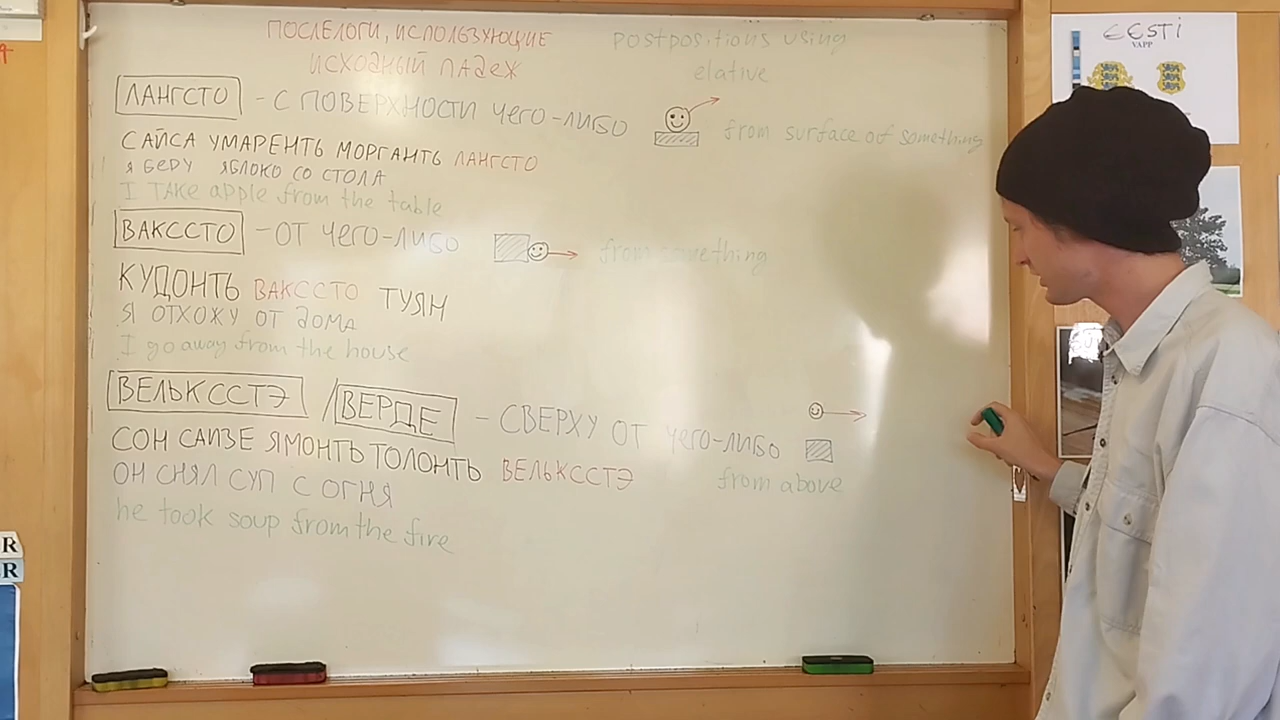 ПОСЛЕЛОГИ, ИСПОЛЬЗУЮЩИЕ
ИСХОДНЫЙ ПАДЕЖ
postpositions using
elative
ЛАНГСТО - С ПОВЕРХНОСТИ ЧЕГО-ЛИБО
from surface of something
САЙСА УМАРЕНТЬ МОРГАНТЬ ЛАНГСТО
Я БЕРУ ЯБЛОКО СО СТОЛА
I TAKE apple from the table
ВАКССТО - ОТ ЧЕГО-ЛИБО
from something
КУДОНТЬ ВАКССТО ТУЯН
Я ОТХОЖУ ОТ ДОМА
I go away from the house
ВЕЛЬКССТЭ / ВЕРДЕ - СВЕРХУ ОТ ЧЕГО-ЛИБО
from above
СОН САИЗЕ ЯМОНТЬ ТОЛОНТЬ ВЕЛЬКССТЭ
ОН СНЯЛ СУП С ОГНЯ
he took soup from the fire
EESTI
VAPP
R
R